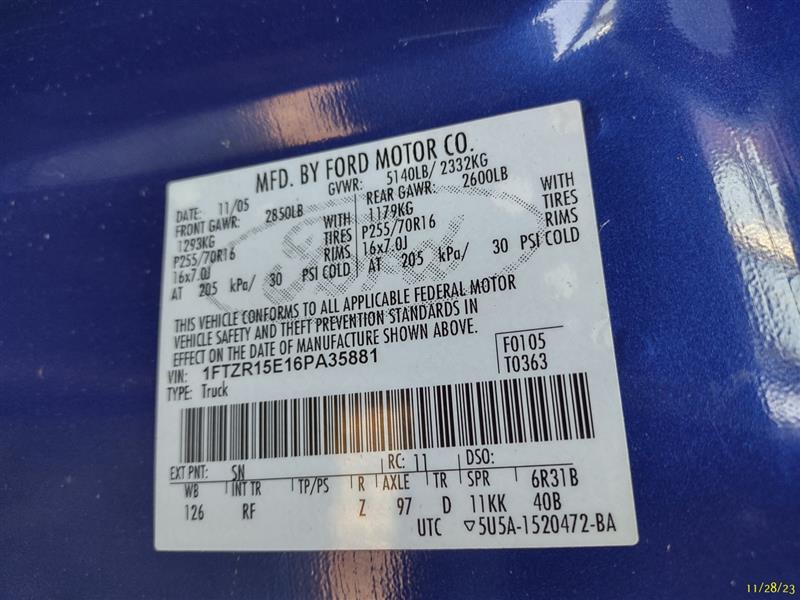 MFD. BY FORD MOTOR CO.
DATE: 11/05 GVWR: 5140LB/ 2332KG
FRONT GAWR: 2850LB REAR GAWR: 2600LB
1293KG WITH 1179KG WITH
P255/70R16 TIRES P255/70R16 TIRES
16x7.0J RIMS 16x7.0J RIMS
AT 205 kPa/ 30 PSI COLD AT 205 kPa/ 30 PSI COLD
Ford
THIS VEHICLE CONFORMS TO ALL APPLICABLE FEDERAL MOTOR
VEHICLE SAFETY AND THEFT PREVENTION STANDARDS IN
EFFECT ON THE DATE OF MANUFACTURE SHOWN ABOVE.
VIN: 1FTZR15E16PA35881 F0105
TYPE: Truck T0363
EXT PNT: SN RC: 11 DSO:
WB INT TR TP/PS R AXLE TR SPR 6R31B
126 RF Z 97 D 11KK 40B
UTC ▽5U5A-1520472-BA
11/28/23